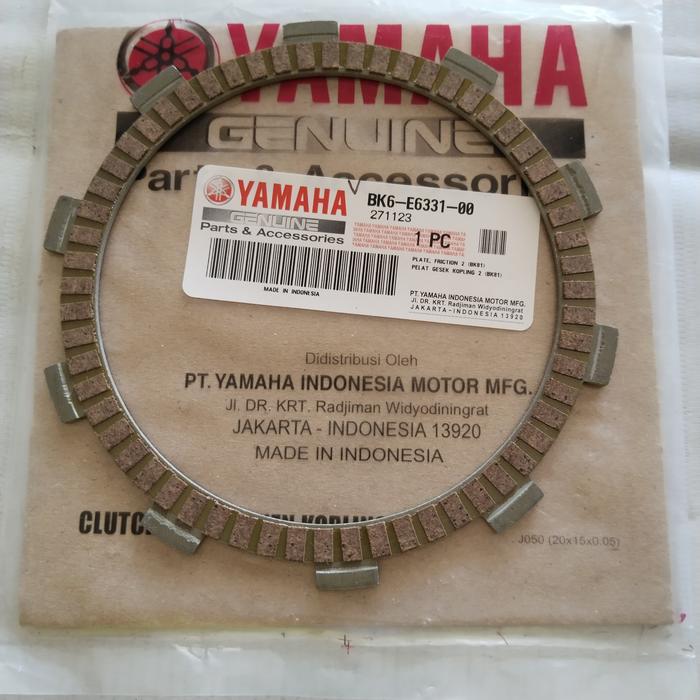 YAMAHA
GENUINE
Parts & Accessories
YAMAHA
GENUINE
Parts & Accessories
MADE IN INDONESIA
BK6-E6331-00
271123
1 PC
PLATE, FRICTION 2 (BK81)
PELAT GESEK KOPLING 2 (BK81)
PT. YAMAHA INDONESIA MOTOR MFG.
Jl. DR. KRT. Radjiman Widyodiningrat
JAKARTA-INDONESIA 13920
Didistribusi Oleh
PT. YAMAHA INDONESIA MOTOR MFG.
Jl. DR. KRT. Radjiman Widyodiningrat
JAKARTA - INDONESIA 13920
MADE IN INDONESIA
CLUTCH
J050 (20x15x0.05)